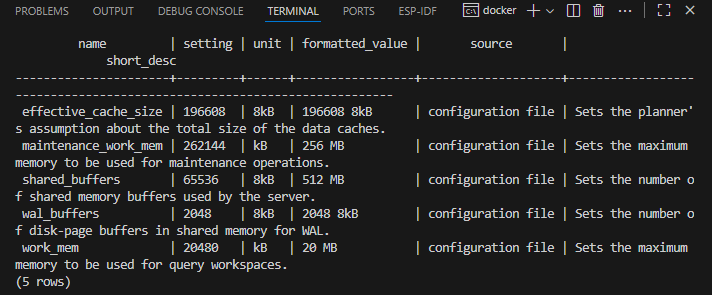 PROBLEMS OUTPUT DEBUG CONSOLE TERMINAL PORTS ESP-IDF docker
name | setting | unit | formatted_value | source |
short_desc
----------------------+---------+------+-----------------+--------------------+------------------
------------------------------------------------------
effective_cache_size | 196608 | 8kB | 196608 8kB | configuration file | Sets the planner'
s assumption about the total size of the data caches.
maintenance_work_mem | 262144 | kB | 256 MB | configuration file | Sets the maximum
memory to be used for maintenance operations.
shared_buffers | 65536 | 8kB | 512 MB | configuration file | Sets the number o
f shared memory buffers used by the server.
wal_buffers | 2048 | 8kB | 2048 8kB | configuration file | Sets the number o
f disk-page buffers in shared memory for WAL.
work_mem | 20480 | kB | 20 MB | configuration file | Sets the maximum
memory to be used for query workspaces.
(5 rows)